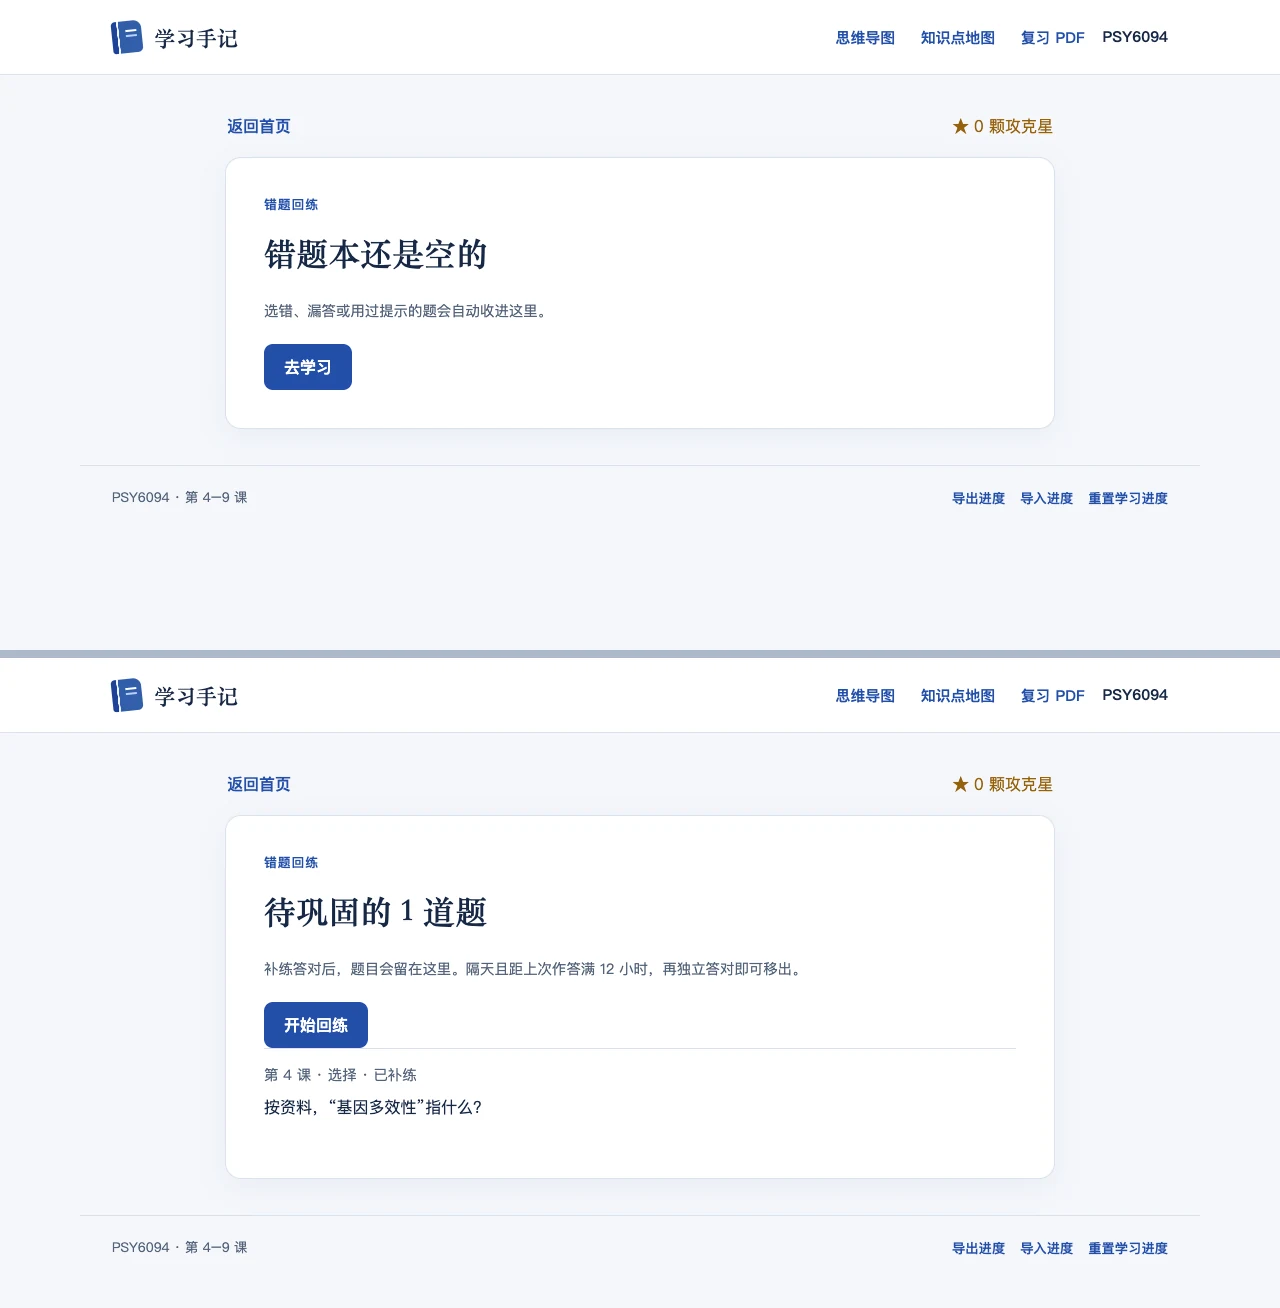 学习手记
思维导图 知识点地图 复习 PDF PSY6094
返回首页 ★ 0 颗攻克星
错题回练
错题本还是空的
选错、漏答或用过提示的题会自动收进这里。
去学习
PSY6094 · 第 4—9 课 导出进度 导入进度 重置学习进度
学习手记
思维导图 知识点地图 复习 PDF PSY6094
返回首页 ★ 0 颗攻克星
错题回练
待巩固的 1 道题
补练答对后，题目会留在这里。隔天且距上次作答满 12 小时，再独立答对即可移出。
开始回练
第 4 课 · 选择 · 已补练
按资料，“基因多效性”指什么？
PSY6094 · 第 4—9 课 导出进度 导入进度 重置学习进度